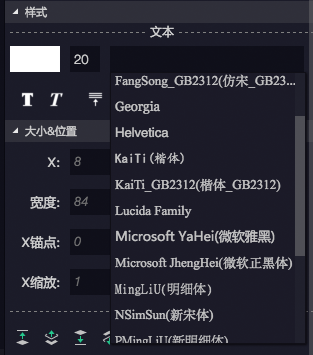 样式
文本
20
FangSong_GB2312(仿宋_GB23...
Georgia
T T
Helvetica
大小&位置
X: 8
KaiTi(楷体)
KaiTi_GB2312(楷体_GB2312)
宽度: 84
Lucida Family
Microsoft YaHei(微软雅黑)
X锚点: 0
Microsoft JhengHei(微软正黑体)
X缩放: 1
MingLiU(明细体)
NSimSun(新宋体)
PMingLiU(新明细体)